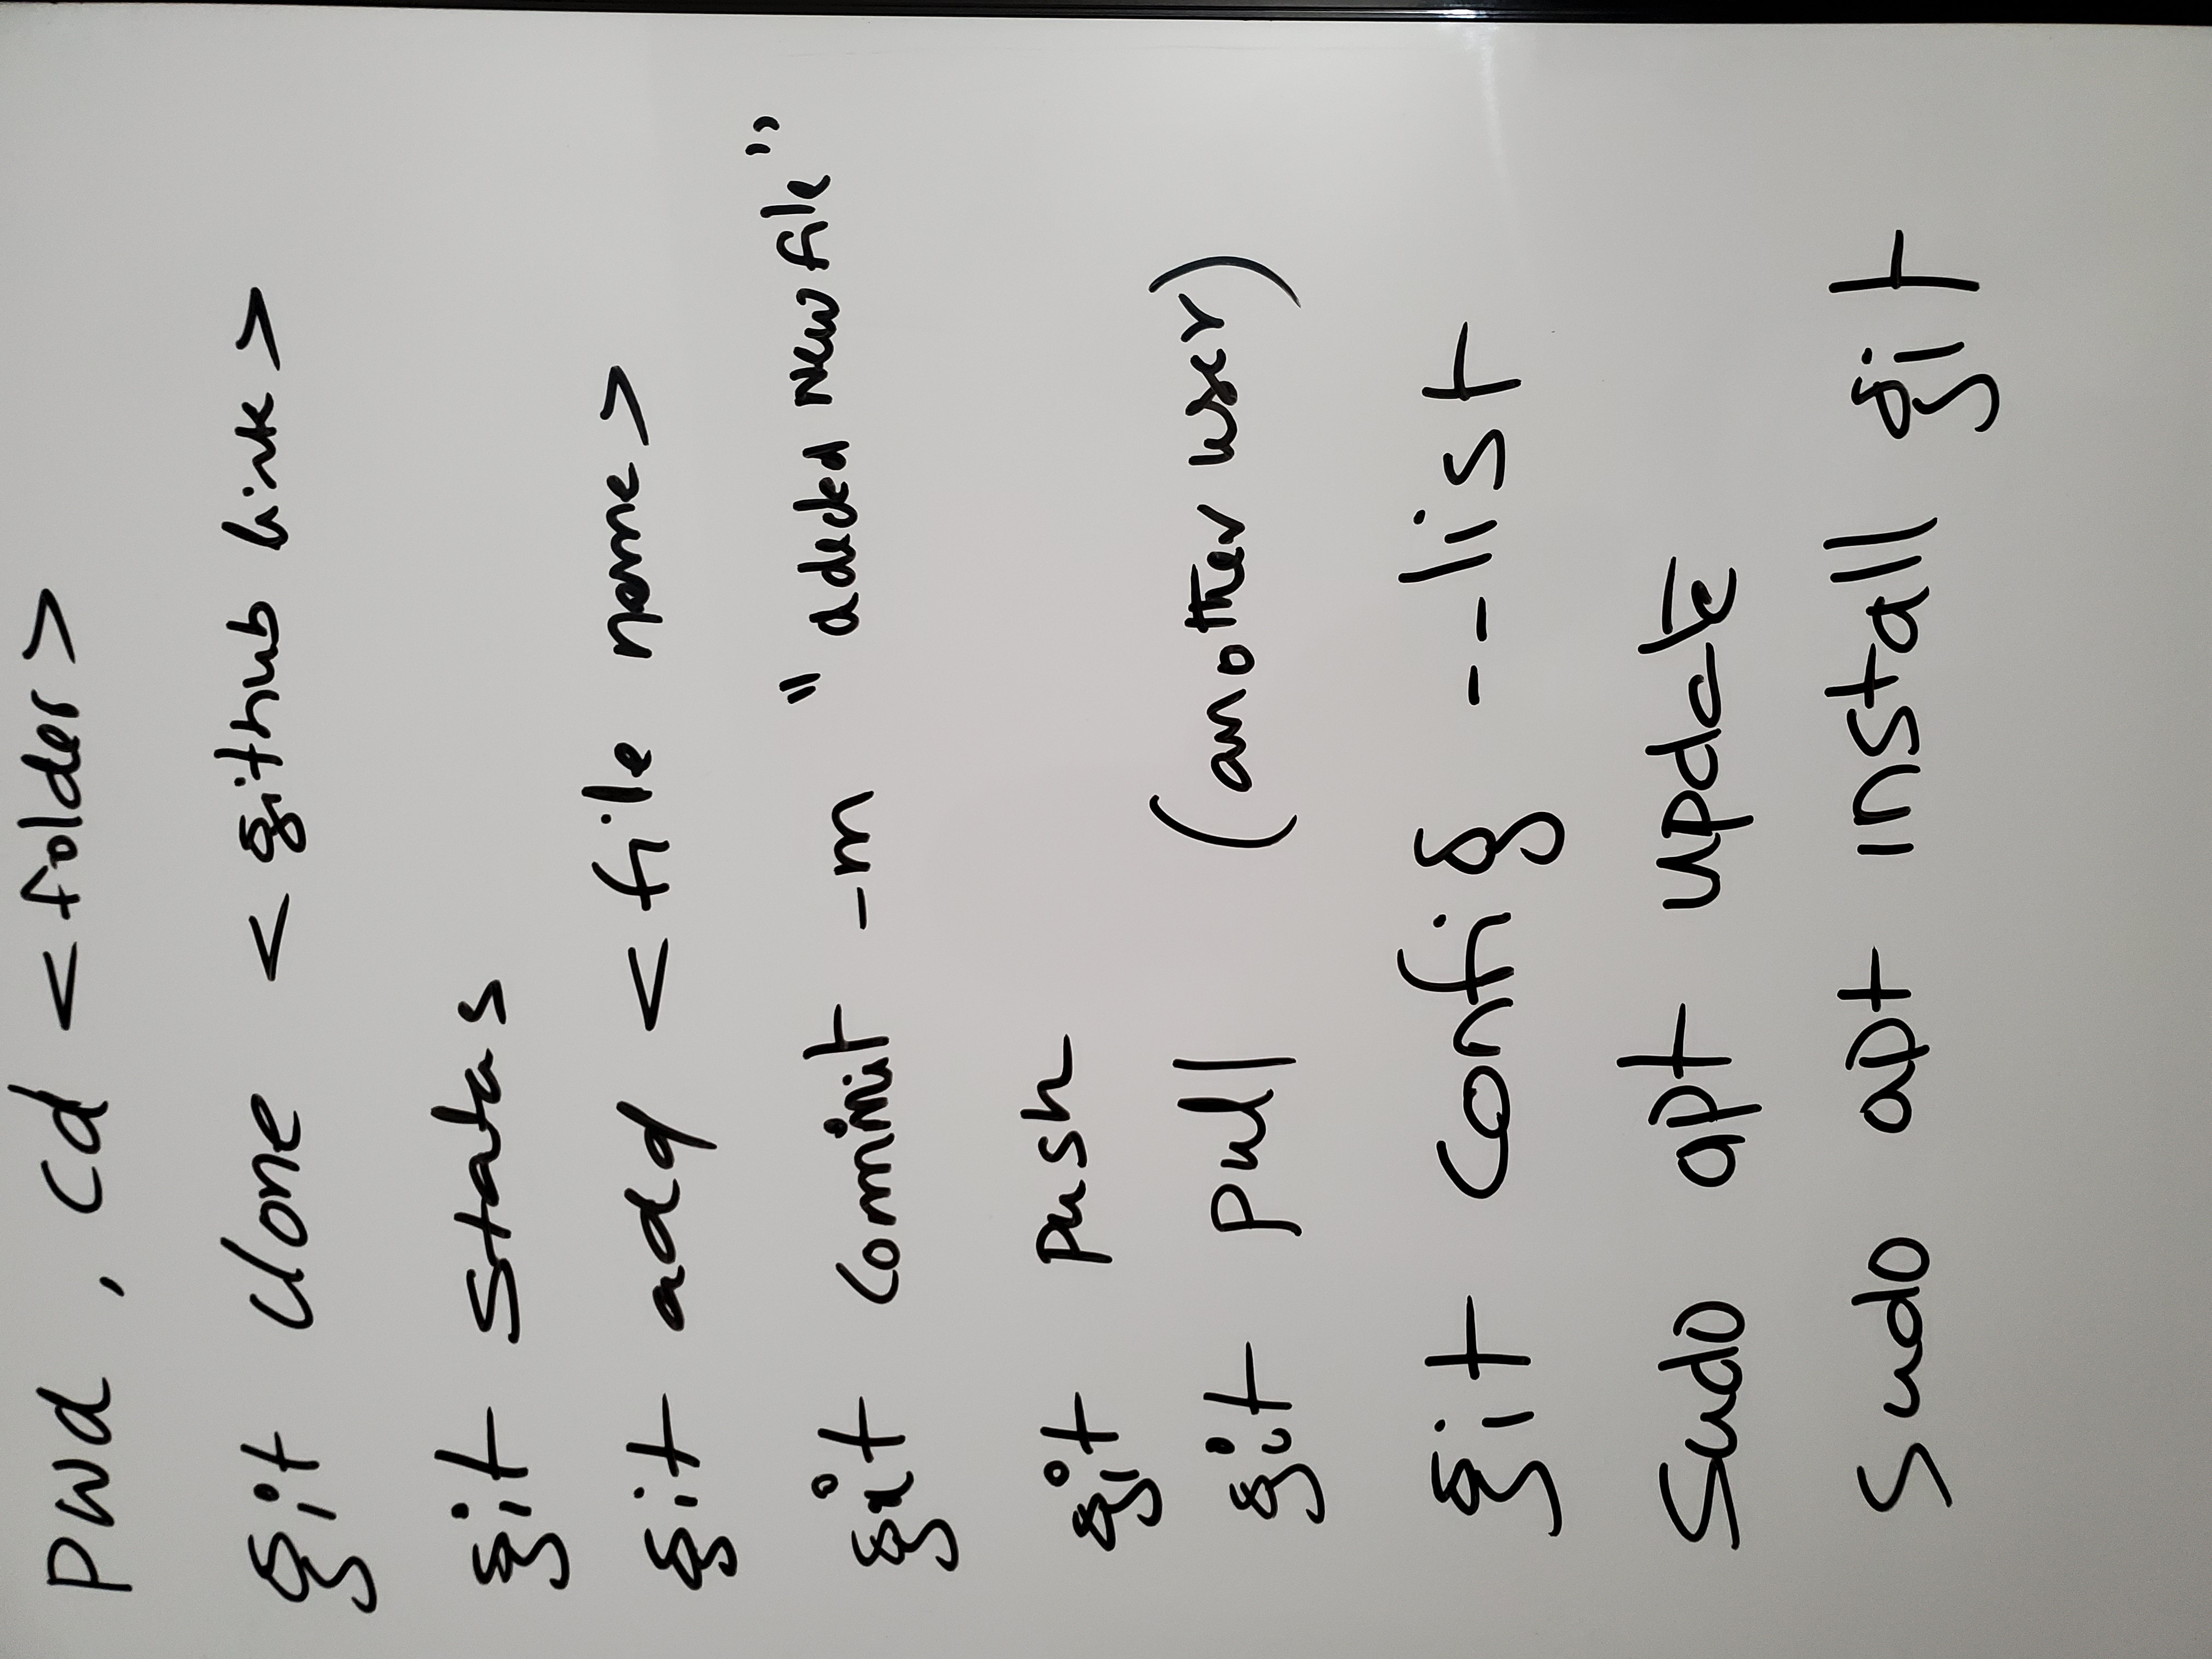 pwd , cd <folder>
git clone <github link>
git status
git add <file name>
git commit -m "added New file"
git push
git pull (another user)
git config --list
sudo apt update
sudo apt install git